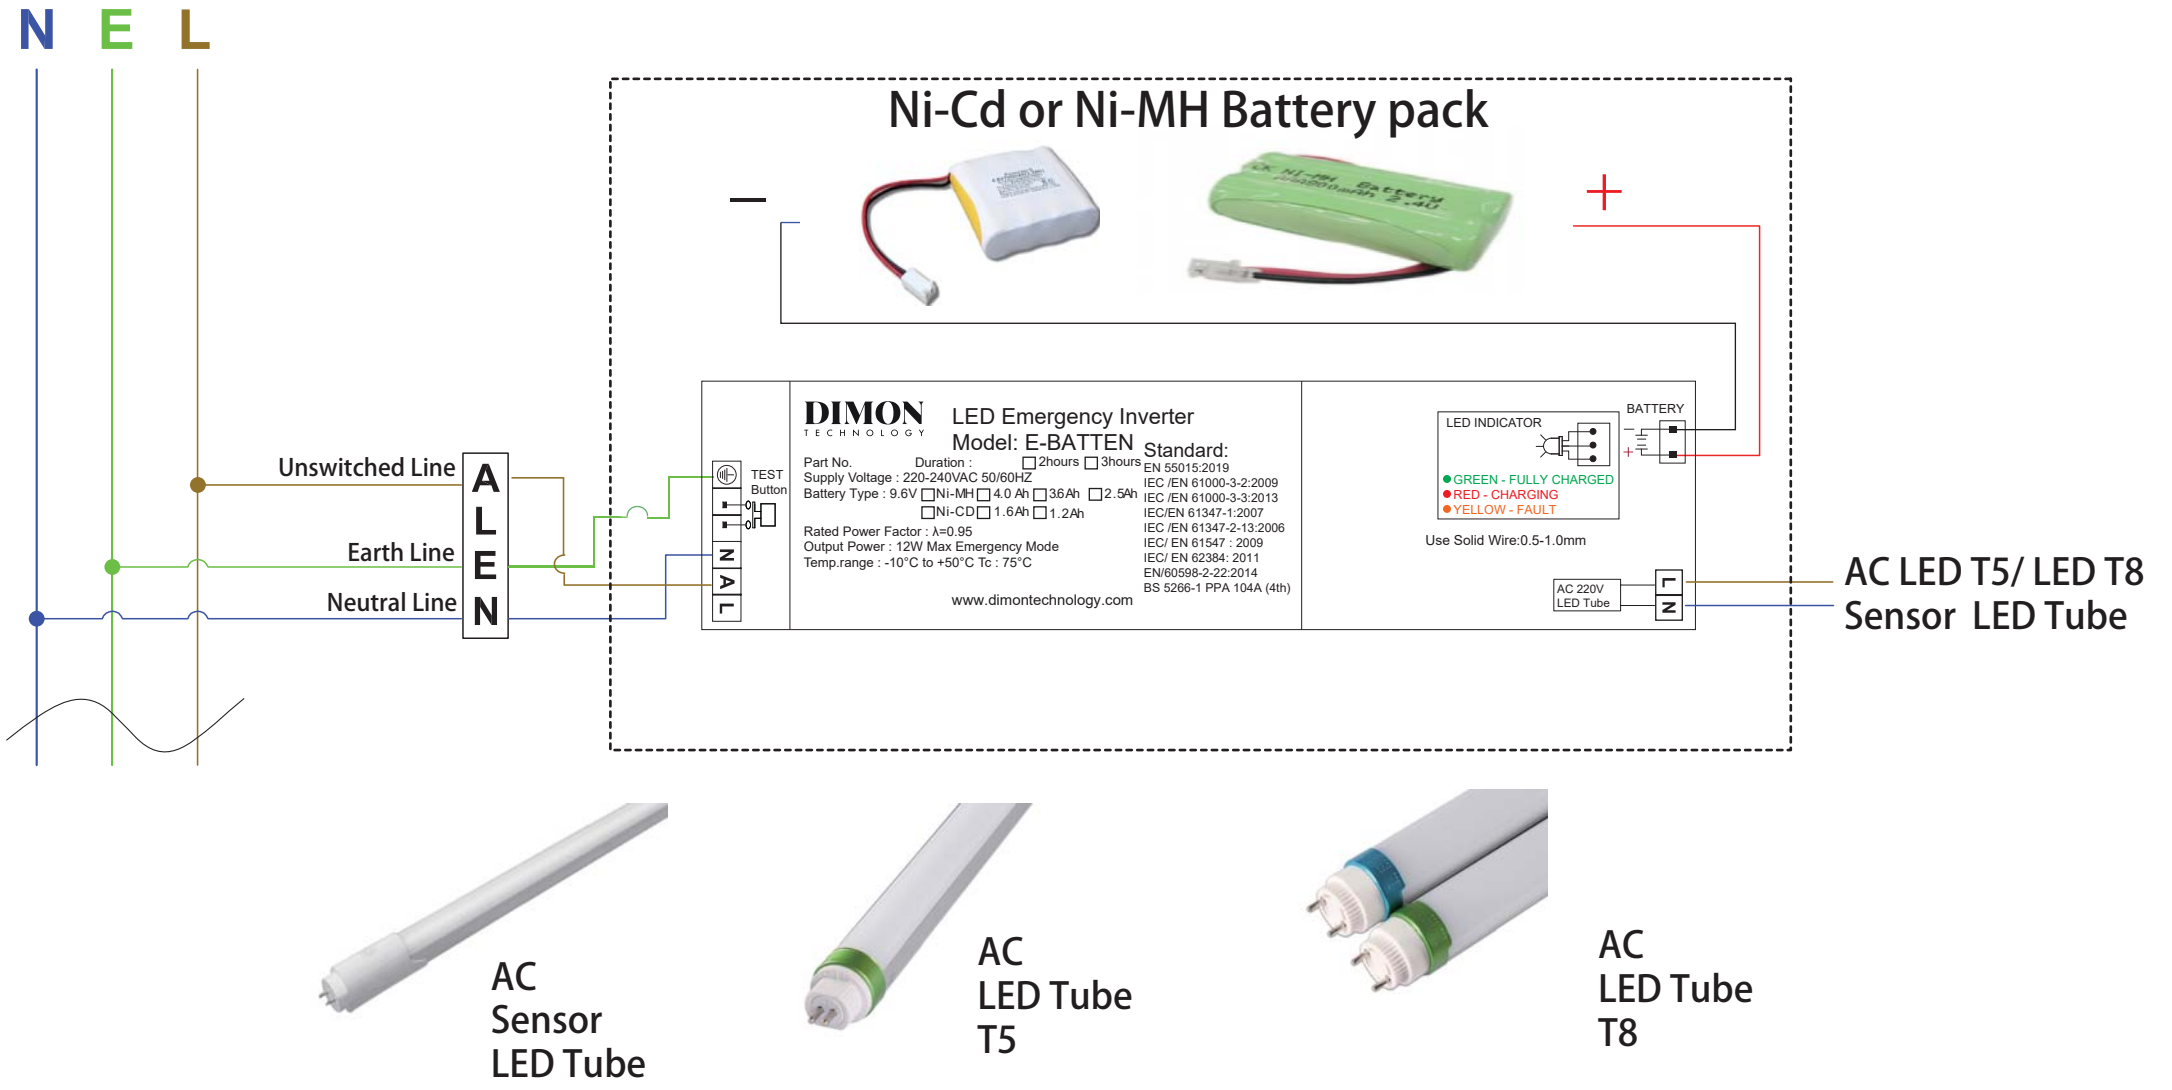 N E L
Ni-Cd or Ni-MH Battery pack
CK Ni-MH Battery
2.4V
— +
Unswitched Line
Earth Line
Neutral Line
A
L
E
N
TEST
Button
N
A
L
DIMON
TECHNOLOGY
LED Emergency Inverter
Model: E-BATTEN
Part No. Duration : 2hours 3hours
Supply Voltage : 220-240VAC 50/60HZ
Battery Type : 9.6V Ni-MH 4.0 Ah 3.6Ah 2.5Ah
Ni-CD 1.6Ah 1.2Ah
Rated Power Factor : λ=0.95
Output Power : 12W Max Emergency Mode
Temp.range : -10°C to +50°C Tc : 75°C
www.dimontechnology.com
Standard:
EN 55015:2019
IEC /EN 61000-3-2:2009
IEC /EN 61000-3-3:2013
IEC/EN 61347-1:2007
IEC /EN 61347-2-13:2006
IEC/ EN 61547 : 2009
IEC/ EN 62384: 2011
EN/60598-2-22:2014
BS 5266-1 PPA 104A (4th)
LED INDICATOR
GREEN - FULLY CHARGED
RED - CHARGING
YELLOW - FAULT
BATTERY
− +
Use Solid Wire:0.5-1.0mm
AC 220V
LED Tube
L
N
AC LED T5/ LED T8
Sensor LED Tube
AC
Sensor
LED Tube
AC
LED Tube
T5
AC
LED Tube
T8